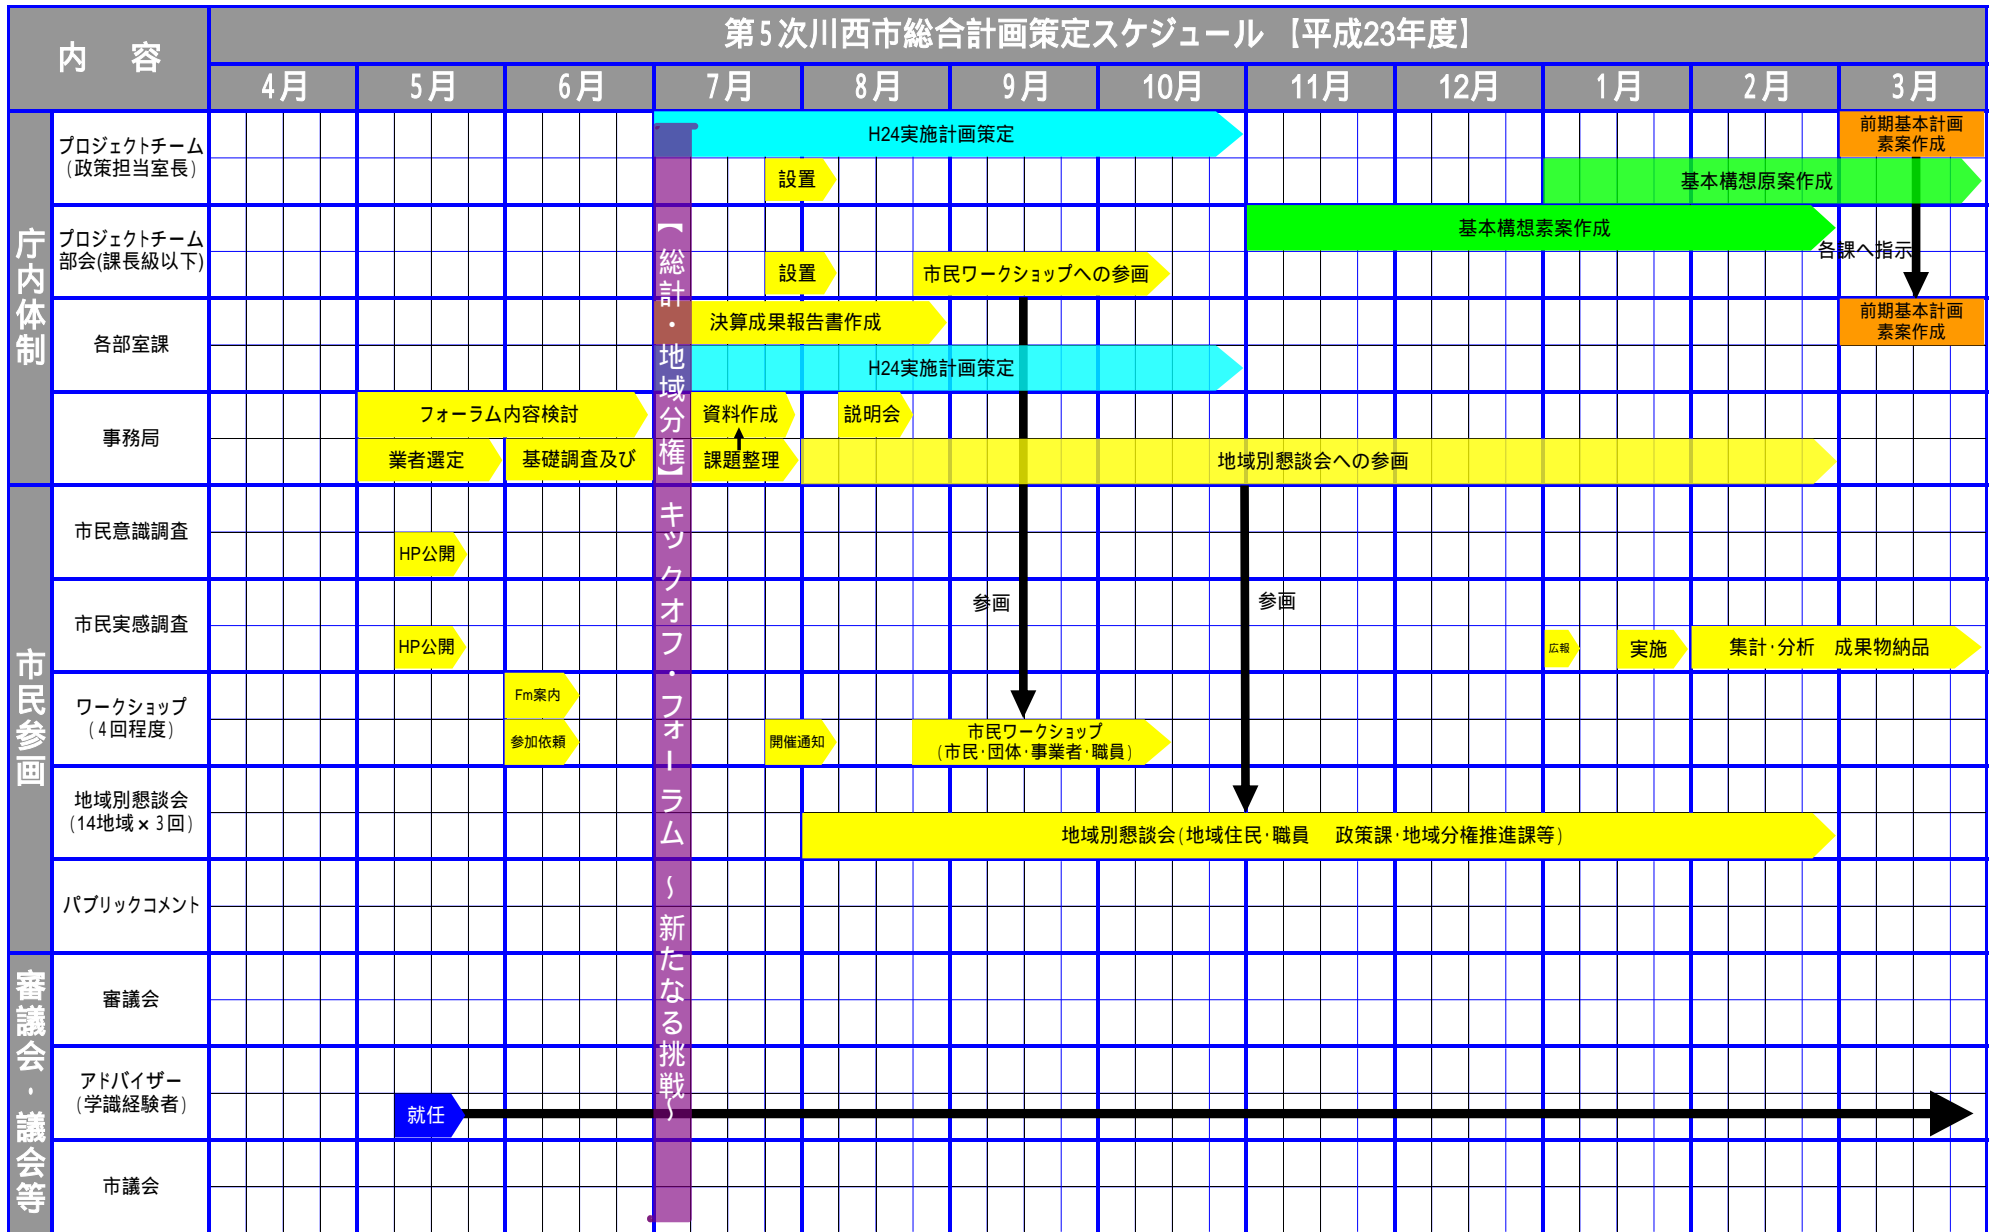 内　容
第5次川西市総合計画策定スケジュール 【平成23年度】
4月 5月 6月 7月 8月 9月 10月 11月 12月 1月 2月 3月
庁内体制
プロジェクトチーム
(政策担当室長)
H24実施計画策定
前期基本計画
素案作成
設置
基本構想原案作成
プロジェクトチーム
部会(課長級以下)
基本構想素案作成
各課へ指示
設置
市民ワークショップへの参画
各部室課
決算成果報告書作成
前期基本計画
素案作成
H24実施計画策定
事務局
フォーラム内容検討
資料作成
説明会
業者選定
基礎調査及び
課題整理
地域別懇談会への参画
【総計・地域分権】キックオフ・フォーラム ～新たなる挑戦～
市民参画
市民意識調査
HP公開
市民実感調査
参画
参画
HP公開
広報
実施
集計・分析　成果物納品
ワークショップ
(4回程度)
Fm案内
参加依頼
開催通知
市民ワークショップ
(市民・団体・事業者・職員)
地域別懇談会
(14地域×3回)
地域別懇談会(地域住民・職員　政策課・地域分権推進課等)
パブリックコメント
審議会・議会等
審議会
アドバイザー
(学識経験者)
就任
市議会